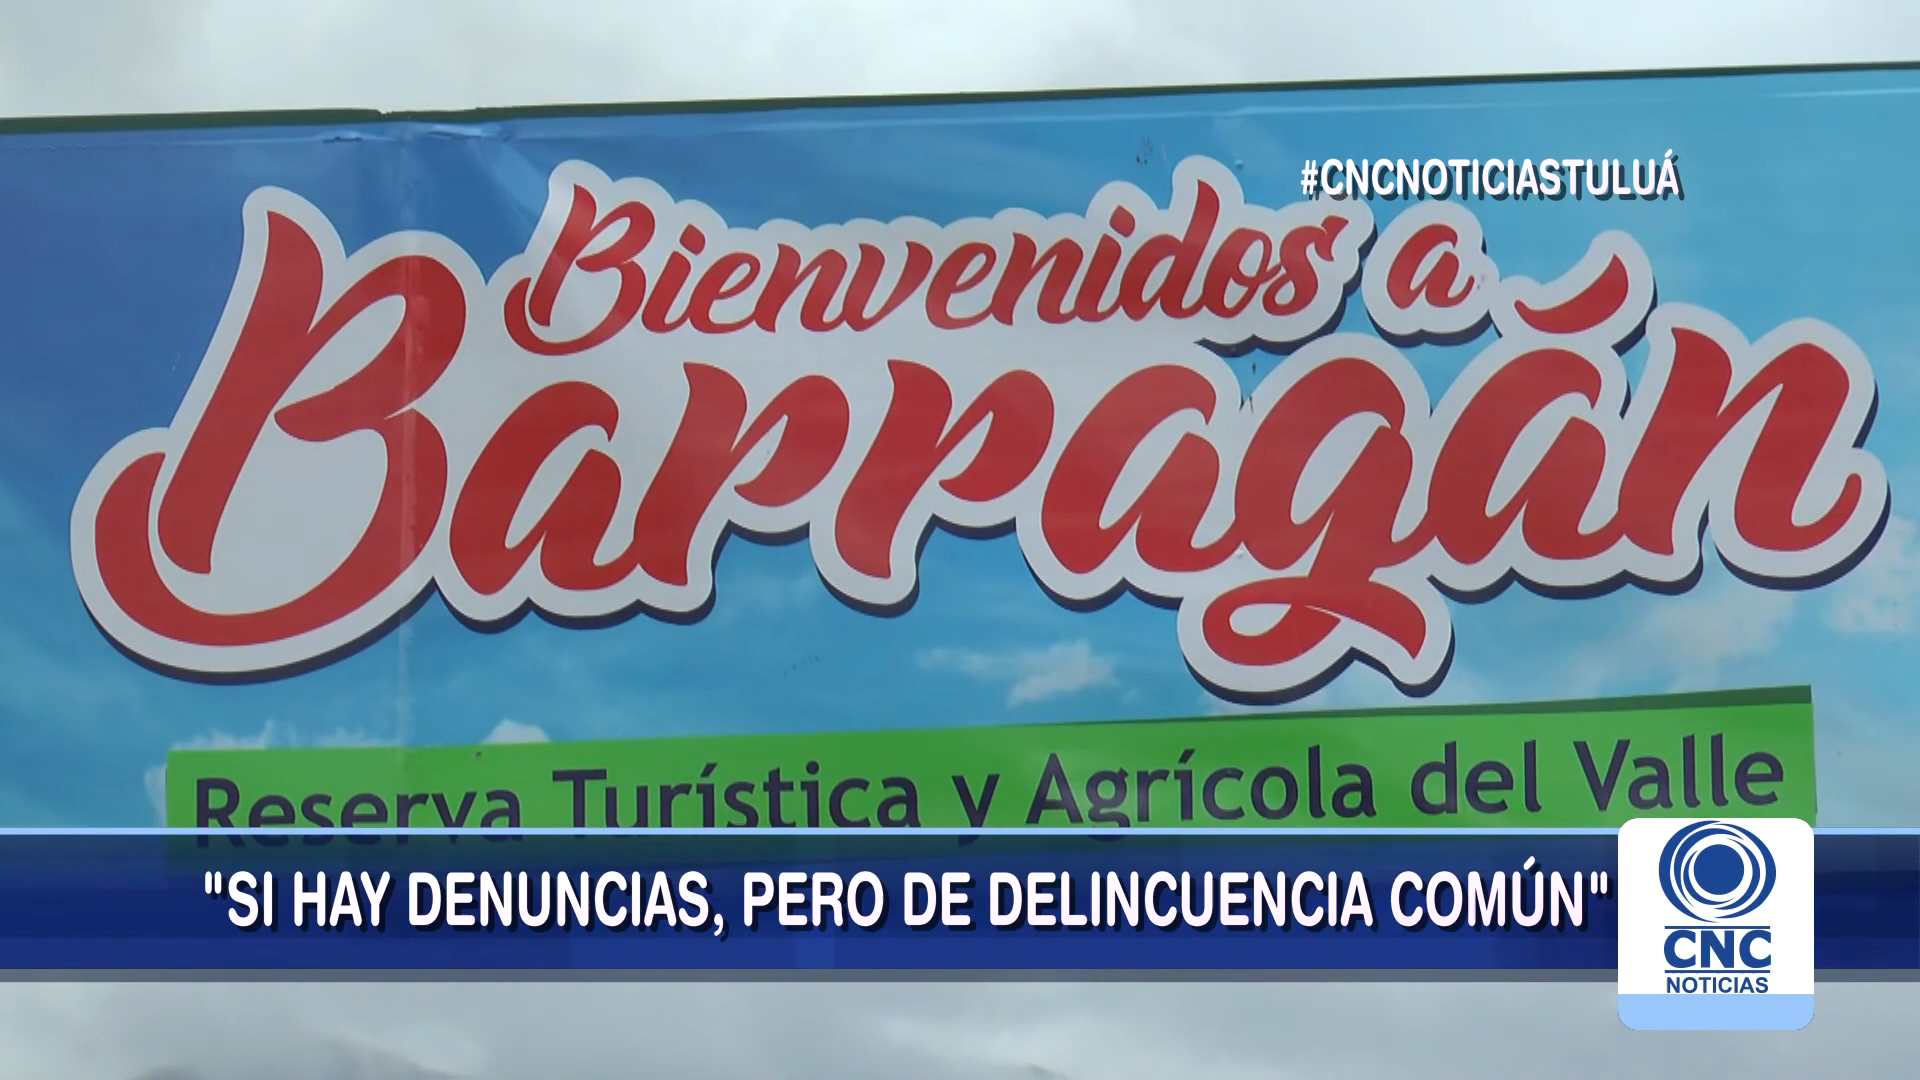 #CNCNOTICIASTULUÁ
Bienvenidos a
Barragán
Reserva Turística y Agrícola del Valle
"SI HAY DENUNCIAS, PERO DE DELINCUENCIA COMÚN"
CNC
NOTICIAS